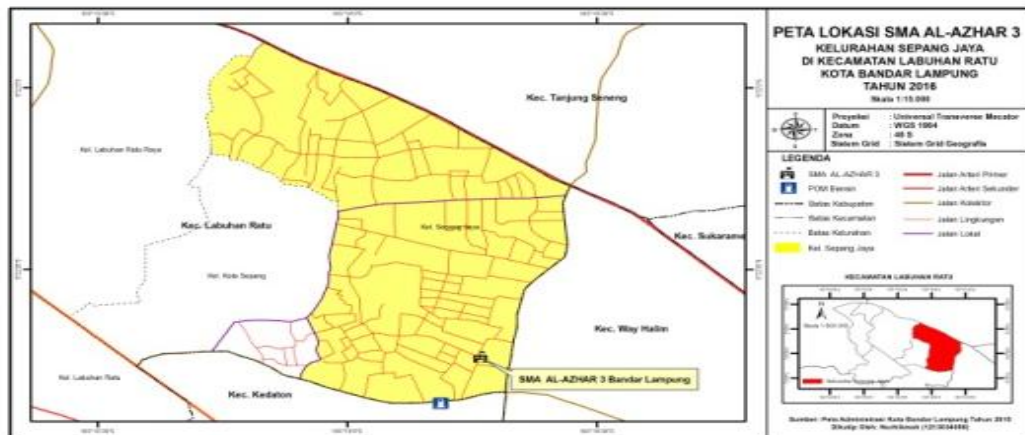 PETA LOKASI SMA AL-AZHAR 3
KELURAHAN SEPANG JAYA
DI KECAMATAN LABUHAN RATU
KOTA BANDAR LAMPUNG
TAHUN 2016
Skala 1:15.000
Proyeksi : Universal Transverse Mecator
Datum : WGS 1984
Zona : 48 S
Sistem Grid : Sistem Grid Geografis
LEGENDA
SMA AL-AZHAR 3
POM Bensin
Batas Kabupaten
Batas Kecamatan
Batas Kelurahan
Kel. Sepang Jaya
Jalan Arteri Primer
Jalan Arteri Sekunder
Jalan Kolektor
Jalan Lingkungan
Jalan Lokal
KECAMATAN LABUHAN RATU
Sumber: Peta Administrasi Kota Bandar Lampung Tahun 2015
Kec. Tanjung Seneng
Kel. Labuhan Ratu Raya
Kec. Labuhan Ratu
Kec. Sukarame
Kel. Kota Sepang
Kec. Way Halim
Kel. Labuhan Ratu
SMA AL-AZHAR 3 Bandar Lampung
Kec. Kedaton